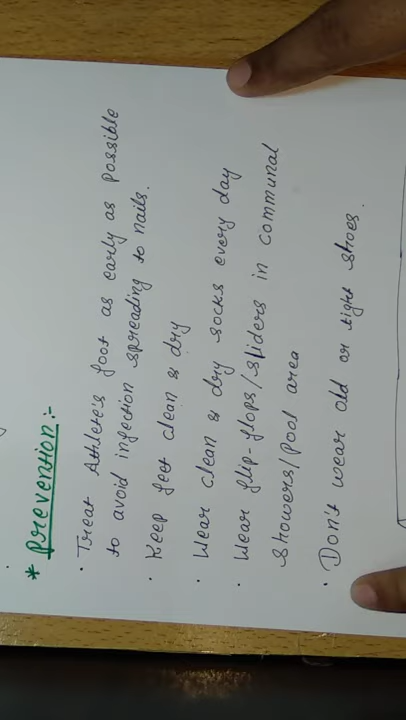 * Prevention:-
· Treat Athlete's foot as early as possible
to avoid infection spreading to nails.
· Keep feet clean & dry
· Wear clean & dry socks every day
· Wear flip-flops/sliders in communal
showers/pool area
· Don't wear old or tight shoes.